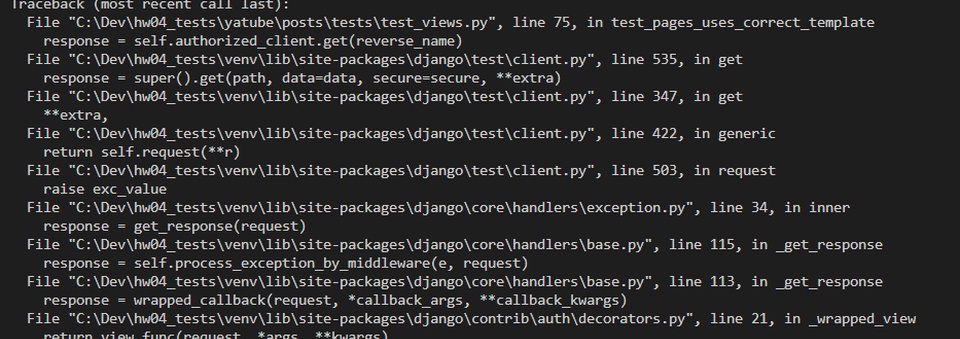 Traceback (most recent call last):
File "C:\Dev\hw04_tests\yatube\posts\tests\test_views.py", line 75, in test_pages_uses_correct_template
response = self.authorized_client.get(reverse_name)
File "C:\Dev\hw04_tests\venv\lib\site-packages\django\test\client.py", line 535, in get
response = super().get(path, data=data, secure=secure, **extra)
File "C:\Dev\hw04_tests\venv\lib\site-packages\django\test\client.py", line 347, in get
**extra,
File "C:\Dev\hw04_tests\venv\lib\site-packages\django\test\client.py", line 422, in generic
return self.request(**r)
File "C:\Dev\hw04_tests\venv\lib\site-packages\django\test\client.py", line 503, in request
raise exc_value
File "C:\Dev\hw04_tests\venv\lib\site-packages\django\core\handlers\exception.py", line 34, in inner
response = get_response(request)
File "C:\Dev\hw04_tests\venv\lib\site-packages\django\core\handlers\base.py", line 115, in _get_response
response = self.process_exception_by_middleware(e, request)
File "C:\Dev\hw04_tests\venv\lib\site-packages\django\core\handlers\base.py", line 113, in _get_response
response = wrapped_callback(request, *callback_args, **callback_kwargs)
File "C:\Dev\hw04_tests\venv\lib\site-packages\django\contrib\auth\decorators.py", line 21, in _wrapped_view
return view_func(request, *args, **kwargs)